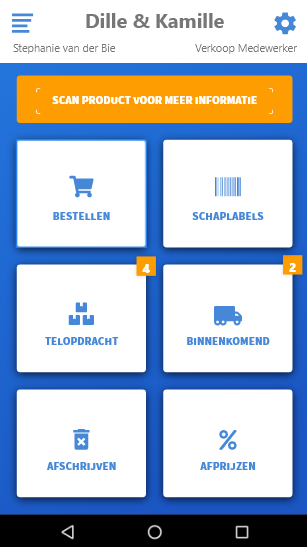 Dille & Kamille
Stephanie van der Bie
Verkoop Medewerker
SCAN PRODUCT VOOR MEER INFORMATIE
BESTELLEN
SCHAPLABELS
4
2
TELOPDRACHT
BINNENKOMEND
AFSCHRIJVEN
AFPRIJZEN